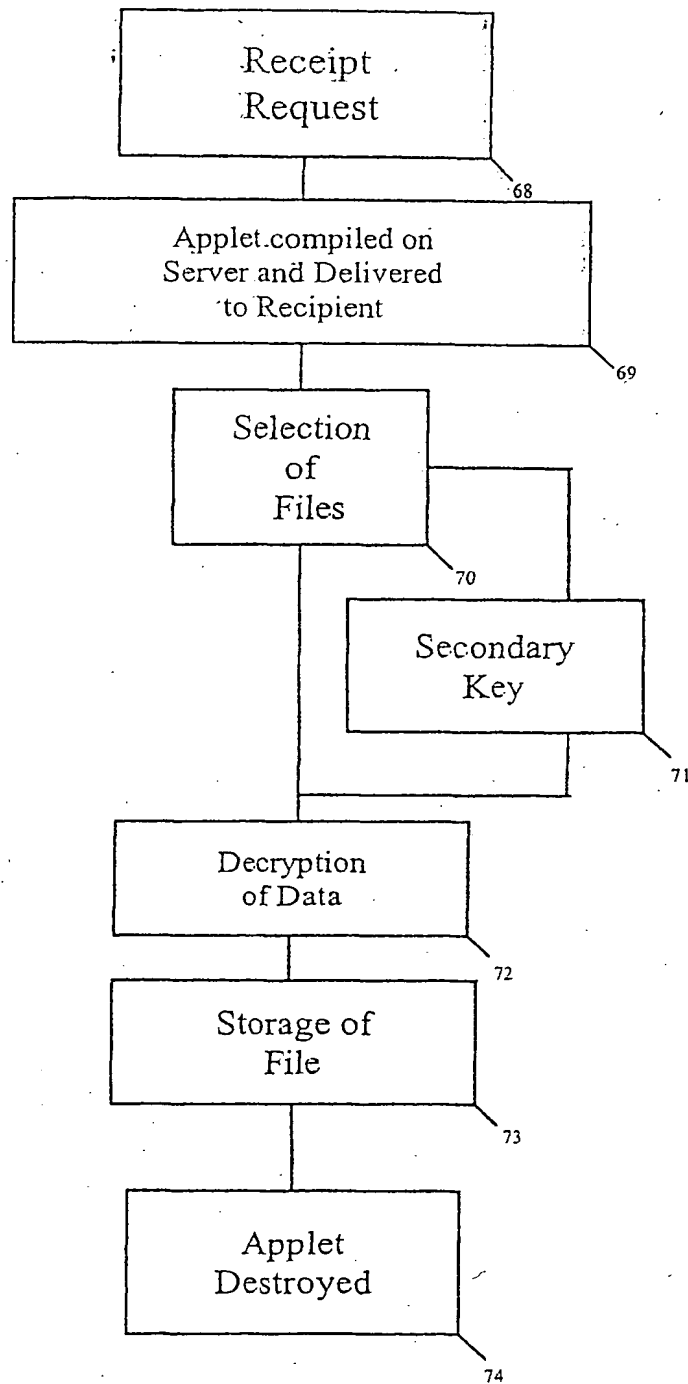 Receipt
Request
68
Applet compiled on
Server and Delivered
to Recipient
69
Selection
of
Files
70
Secondary
Key
71
Decryption
of Data
72
Storage of
File
73
Applet
Destroyed
74